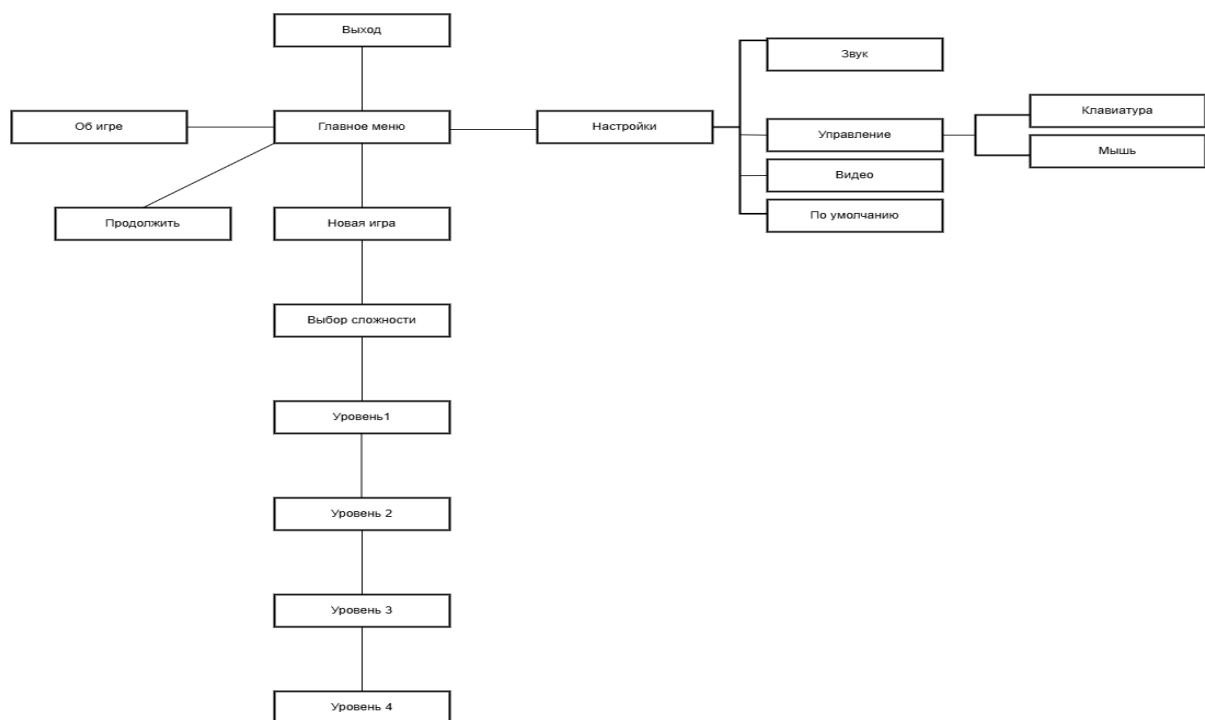 Выход
Звук
Клавиатура
Об игре
Главное меню
Настройки
Управление
Мышь
Видео
По умолчанию
Продолжить
Новая игра
Выбор сложности
Уровень1
Уровень 2
Уровень 3
Уровень 4